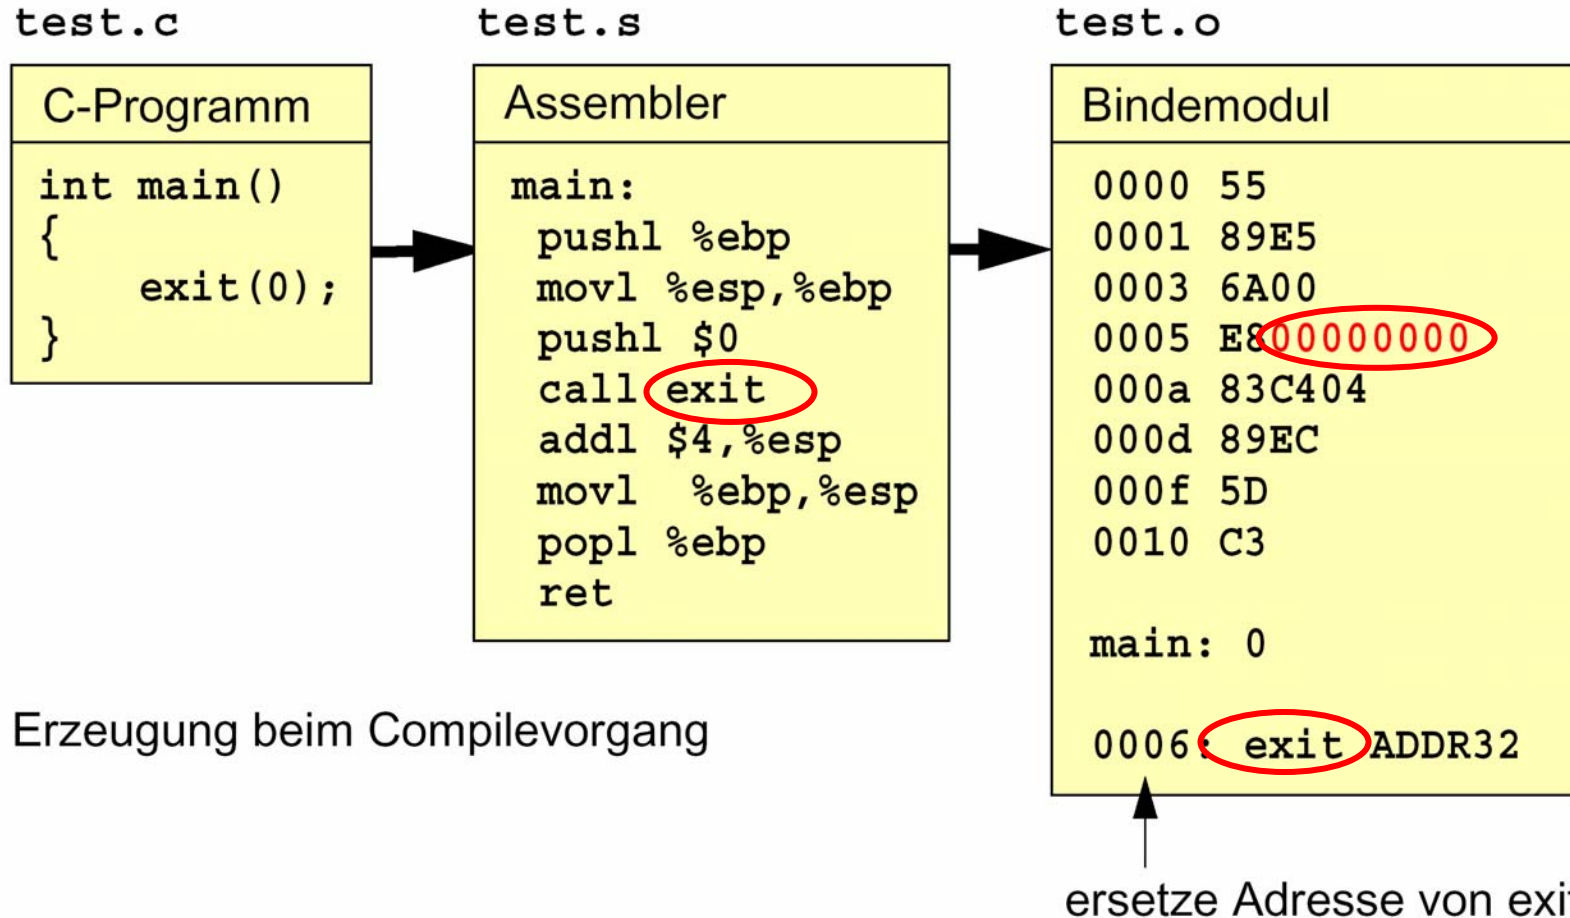 test.c
C-Programm
int main()
{
exit(0);
}
test.s
Assembler
main:
pushl %ebp
movl %esp,%ebp
pushl $0
call exit
addl $4,%esp
movl %ebp,%esp
popl %ebp
ret
test.o
Bindemodul
0000 55
0001 89E5
0003 6A00
0005 E800000000
000a 83C404
000d 89EC
000f 5D
0010 C3
main: 0
0006: exit ADDR32
Erzeugung beim Compilevorgang
ersetze Adresse von exit